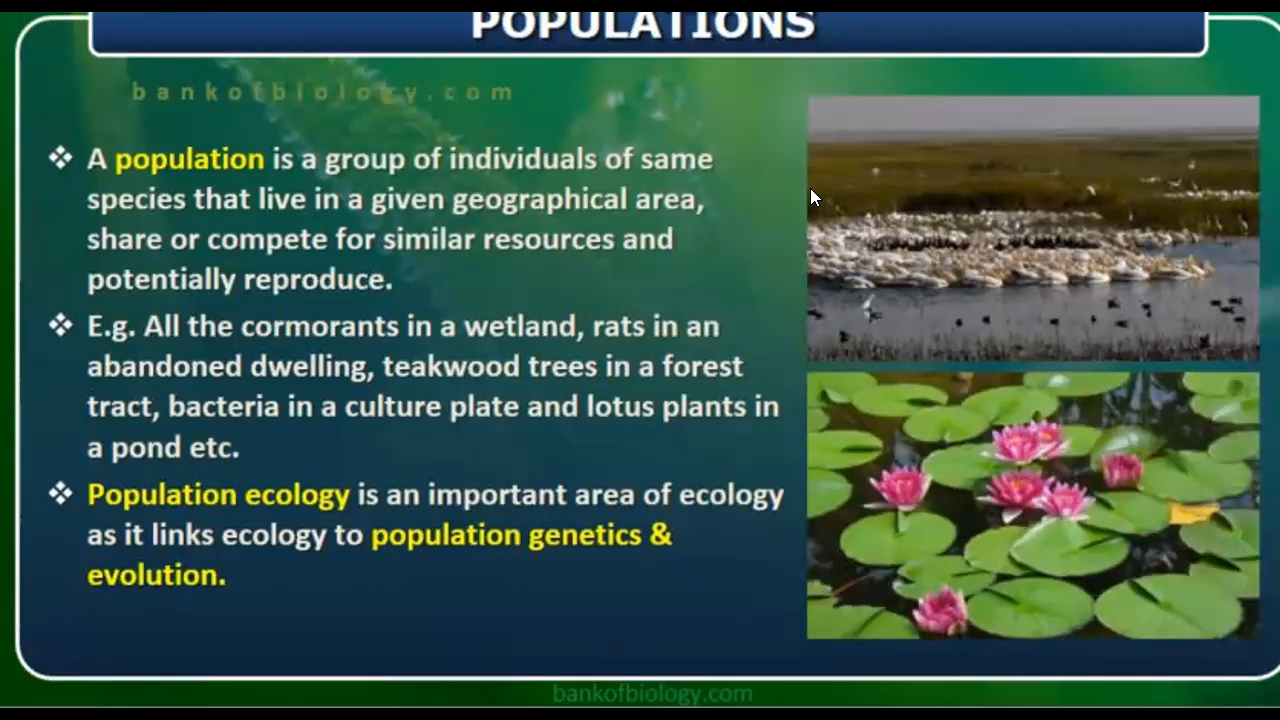 POPULATIONS
bankofbiology.com
❖ A population is a group of individuals of same
species that live in a given geographical area,
share or compete for similar resources and
potentially reproduce.
❖ E.g. All the cormorants in a wetland, rats in an
abandoned dwelling, teakwood trees in a forest
tract, bacteria in a culture plate and lotus plants in
a pond etc.
❖ Population ecology is an important area of ecology
as it links ecology to population genetics &
evolution.
bankofbiology.com